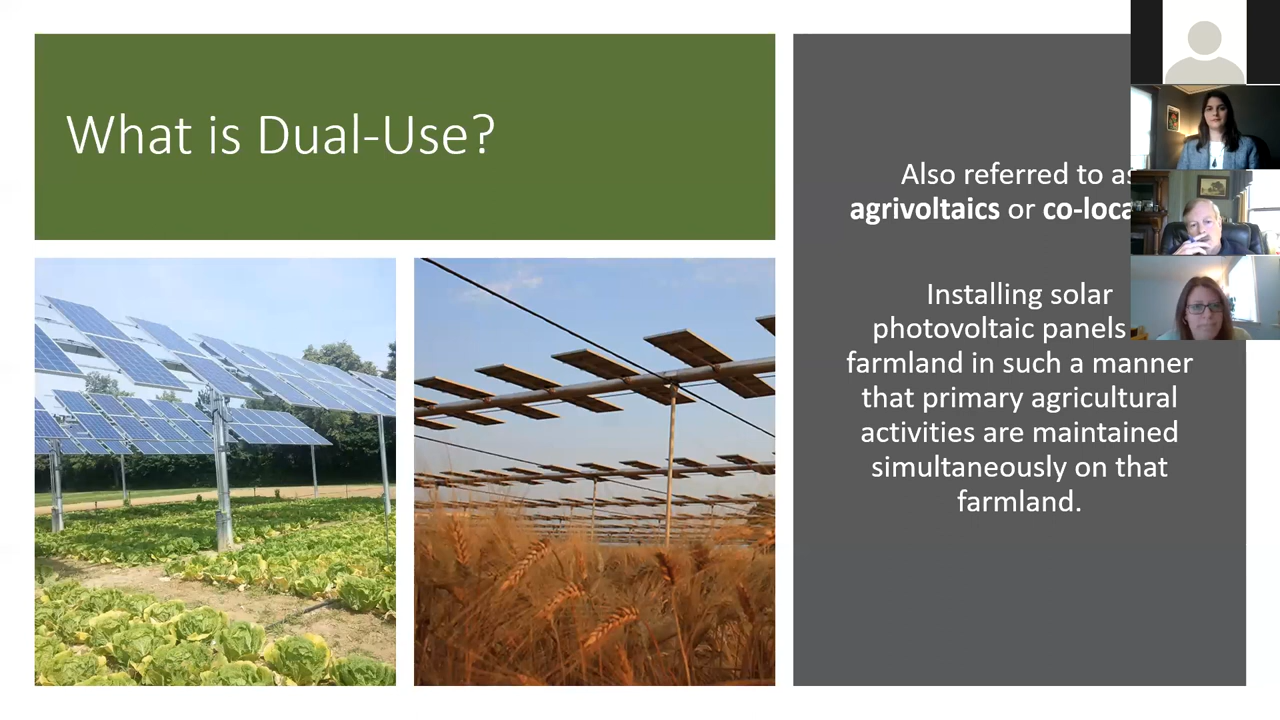 What is Dual-Use?
Also referred to as
agrivoltaics or co-loca
Installing solar
photovoltaic panels
farmland in such a manner
that primary agricultural
activities are maintained
simultaneously on that
farmland.